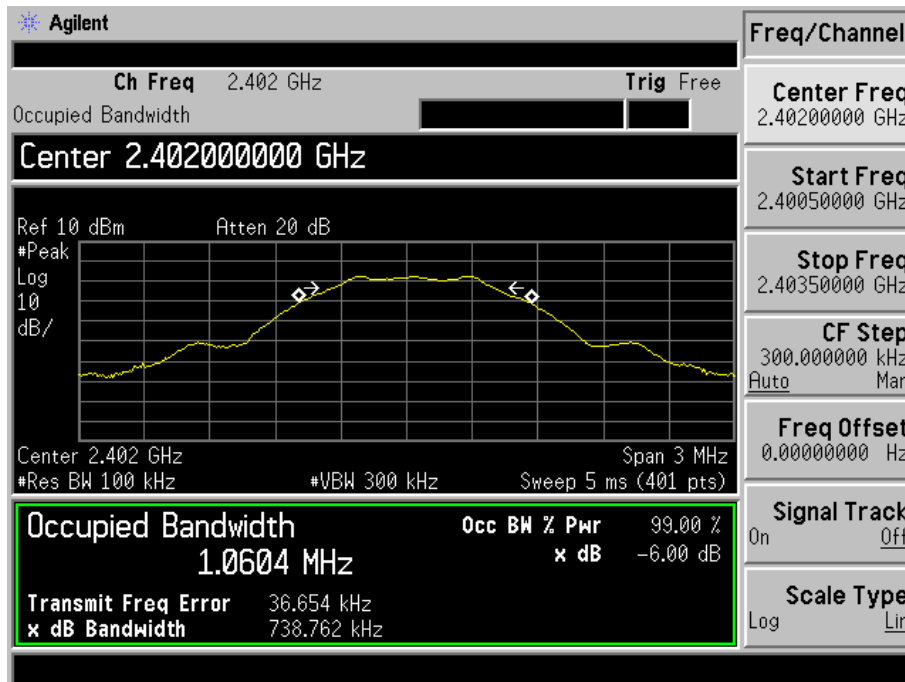 Agilent
Freq/Channel
Ch Freq 2.402 GHz Trig Free
Occupied Bandwidth
Center 2.402000000 GHz
Ref 10 dBm Atten 20 dB
#Peak
Log
10
dB/
Center 2.402 GHz Span 3 MHz
#Res BW 100 kHz #VBW 300 kHz Sweep 5 ms (401 pts)
Occupied Bandwidth
1.0604 MHz
Occ BW % Pwr 99.00 %
x dB -6.00 dB
Transmit Freq Error 36.654 kHz
x dB Bandwidth 738.762 kHz
Center Freq
2.40200000 GHz
Start Freq
2.40050000 GHz
Stop Freq
2.40350000 GHz
CF Step
300.000000 kHz
Auto Man
Freq Offset
0.00000000 Hz
Signal Track
On Off
Scale Type
Log Lin